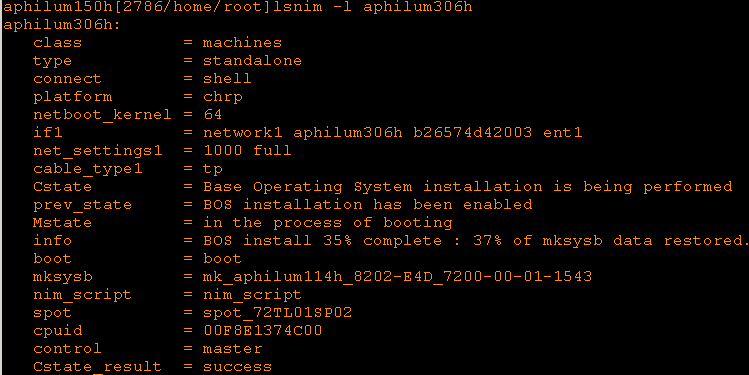 aphilum150h[2786/home/root]lsnim -l aphilum306h
aphilum306h:
   class          = machines
   type           = standalone
   connect        = shell
   platform       = chrp
   netboot_kernel = 64
   if1            = network1 aphilum306h b26574d42003 ent1
   net_settings1  = 1000 full
   cable_type1    = tp
   Cstate         = Base Operating System installation is being performed
   prev_state     = BOS installation has been enabled
   Mstate         = in the process of booting
   info           = BOS install 35% complete : 37% of mksysb data restored.
   boot           = boot
   mksysb         = mk_aphilum114h_8202-E4D_7200-00-01-1543
   nim_script     = nim_script
   spot           = spot_72TL01SP02
   cpuid          = 00F8E1374C00
   control        = master
   Cstate_result  = success